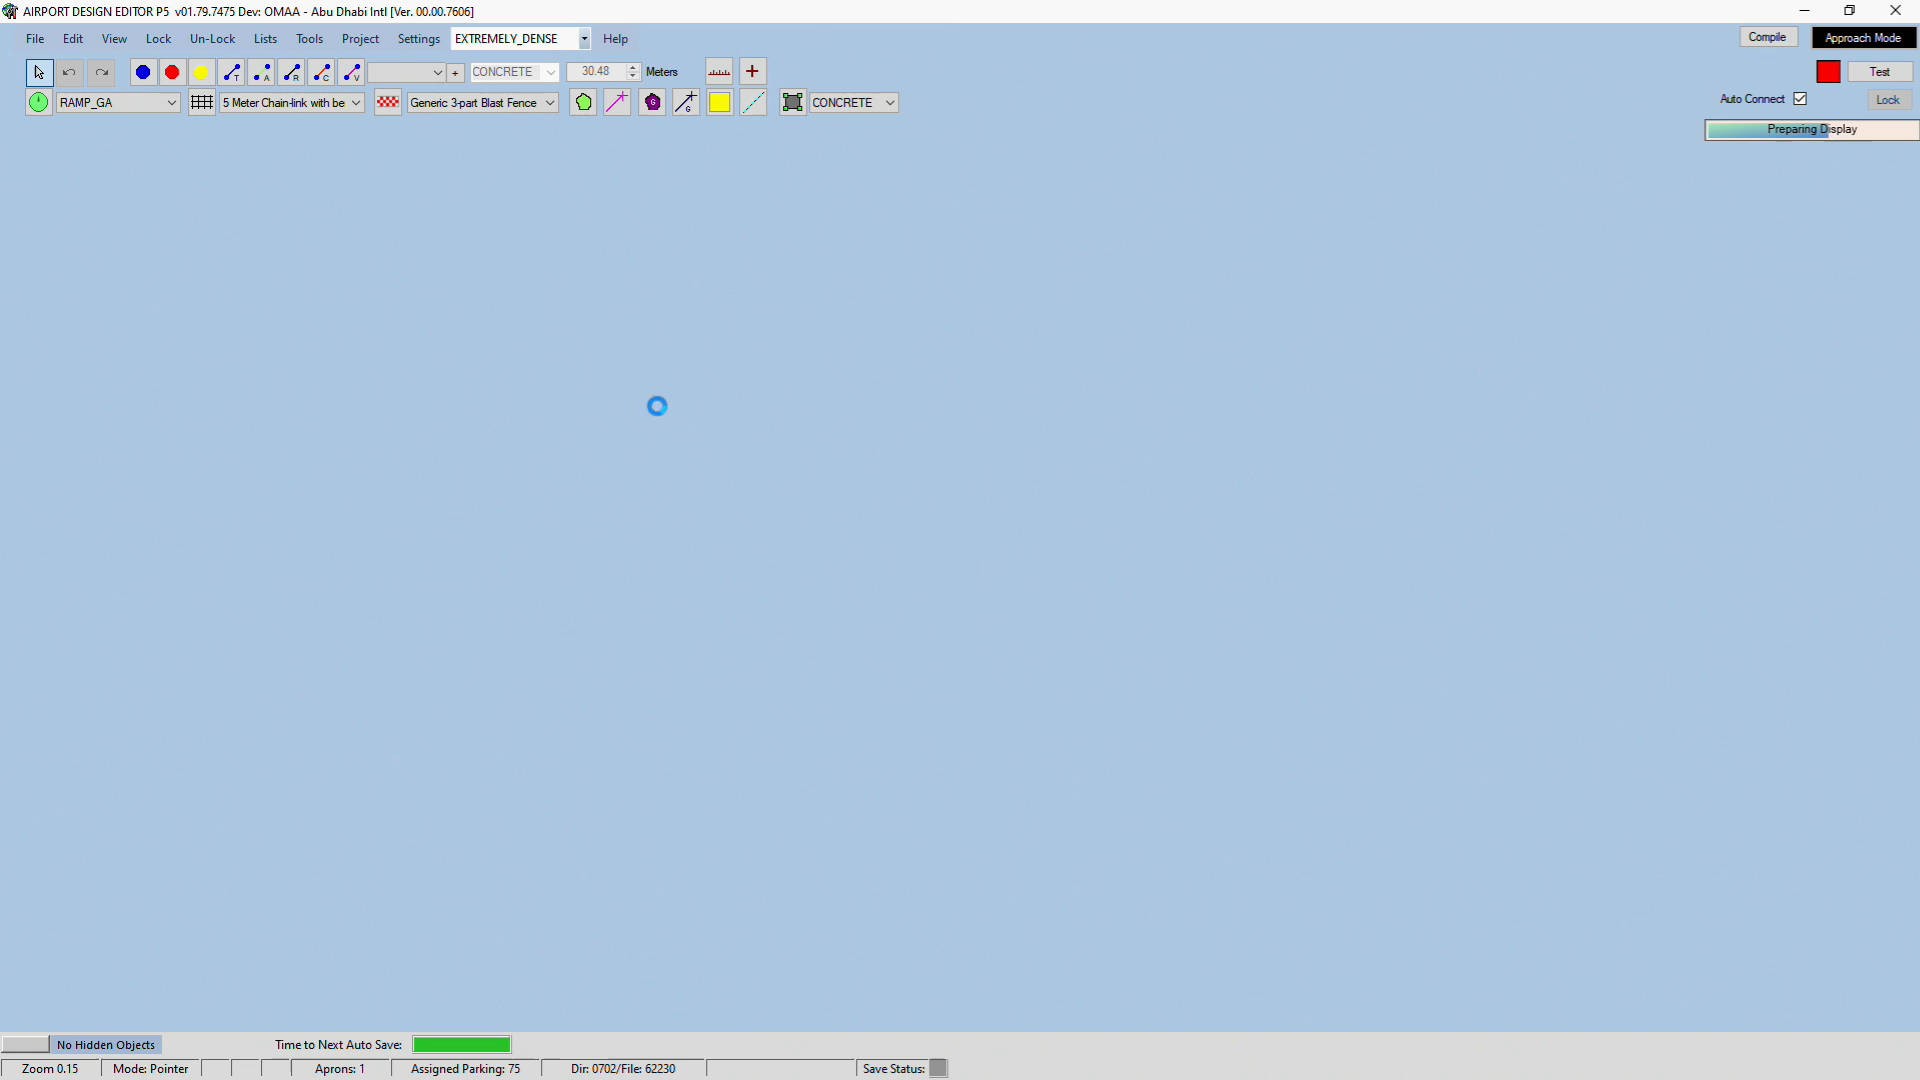 AIRPORT DESIGN EDITOR P5 v01.79.7475 Dev: OMAA - Abu Dhabi Intl [Ver. 00.00.7606]
File Edit View Lock Un-Lock Lists Tools Project Settings EXTREMELY_DENSE Help Compile Approach Mode
T A R C V + CONCRETE 30.48 Meters Test
RAMP_GA 5 Meter Chain-link with be Generic 3-part Blast Fence G G CONCRETE Auto Connect Lock
Preparing Display
No Hidden Objects Time to Next Auto Save:
Zoom 0.15 Mode: Pointer Aprons: 1 Assigned Parking: 75 Dir: 0702/File: 62230 Save Status: